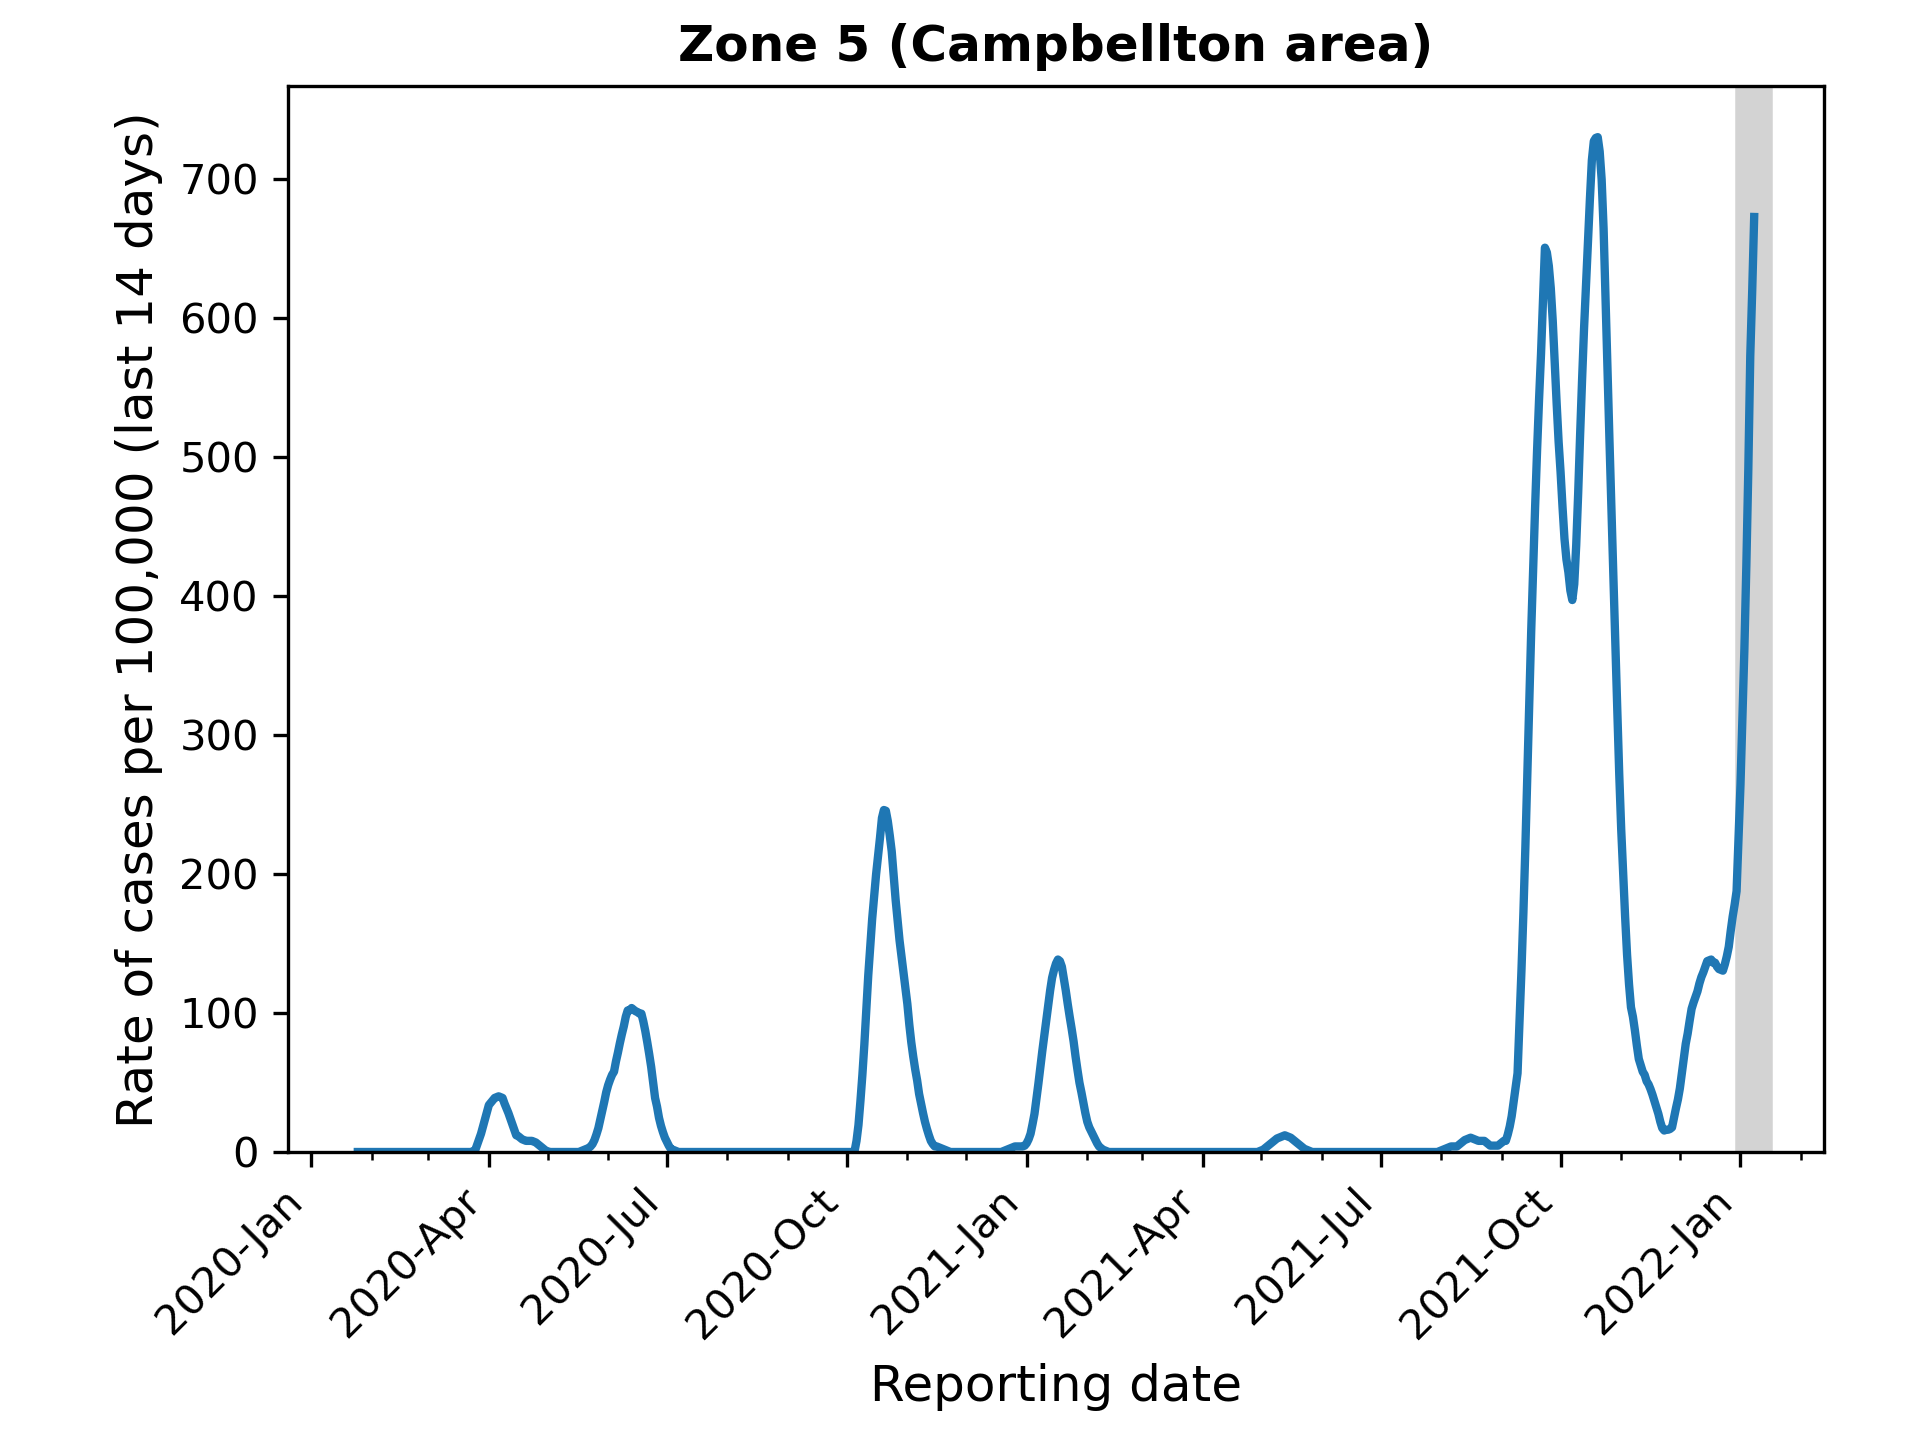 Zone 5 (Campbellton area)
Rate of cases per 100,000 (last 14 days)
700
600
500
400
300
200
100
0
2020-Jan
2020-Apr
2020-Jul
2020-Oct
2021-Jan
2021-Apr
2021-Jul
2021-Oct
2022-Jan
Reporting date